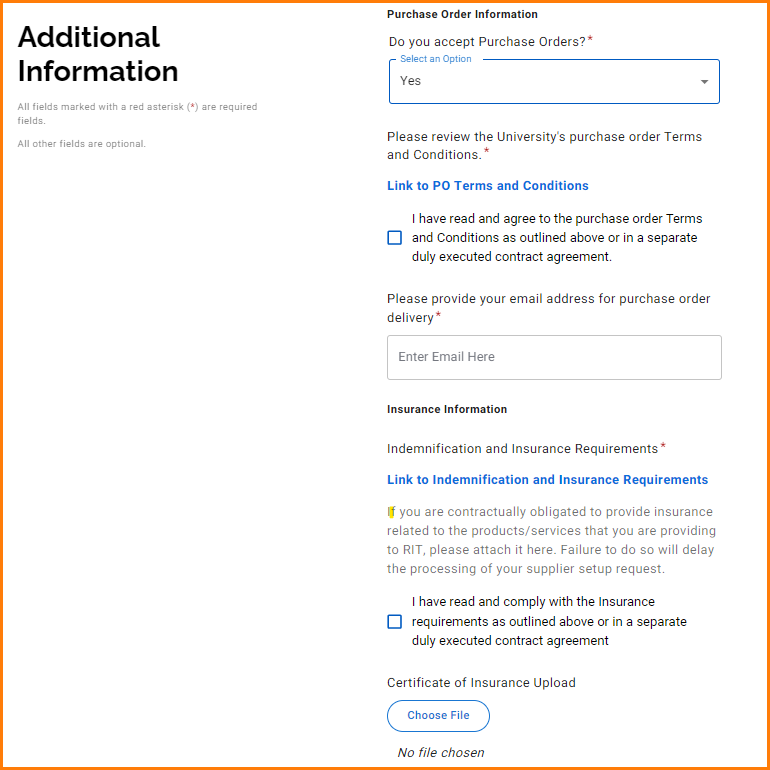 Additional
Information
All fields marked with a red asterisk (*) are required
fields.
All other fields are optional.
Purchase Order Information
Do you accept Purchase Orders?*
Select an Option
Yes
Please review the University's purchase order Terms
and Conditions.*
Link to PO Terms and Conditions
I have read and agree to the purchase order Terms
and Conditions as outlined above or in a separate
duly executed contract agreement.
Please provide your email address for purchase order
delivery*
Enter Email Here
Insurance Information
Indemnification and Insurance Requirements*
Link to Indemnification and Insurance Requirements
If you are contractually obligated to provide insurance
related to the products/services that you are providing
to RIT, please attach it here. Failure to do so will delay
the processing of your supplier setup request.
I have read and comply with the Insurance
requirements as outlined above or in a separate
duly executed contract agreement
Certificate of Insurance Upload
Choose File
No file chosen